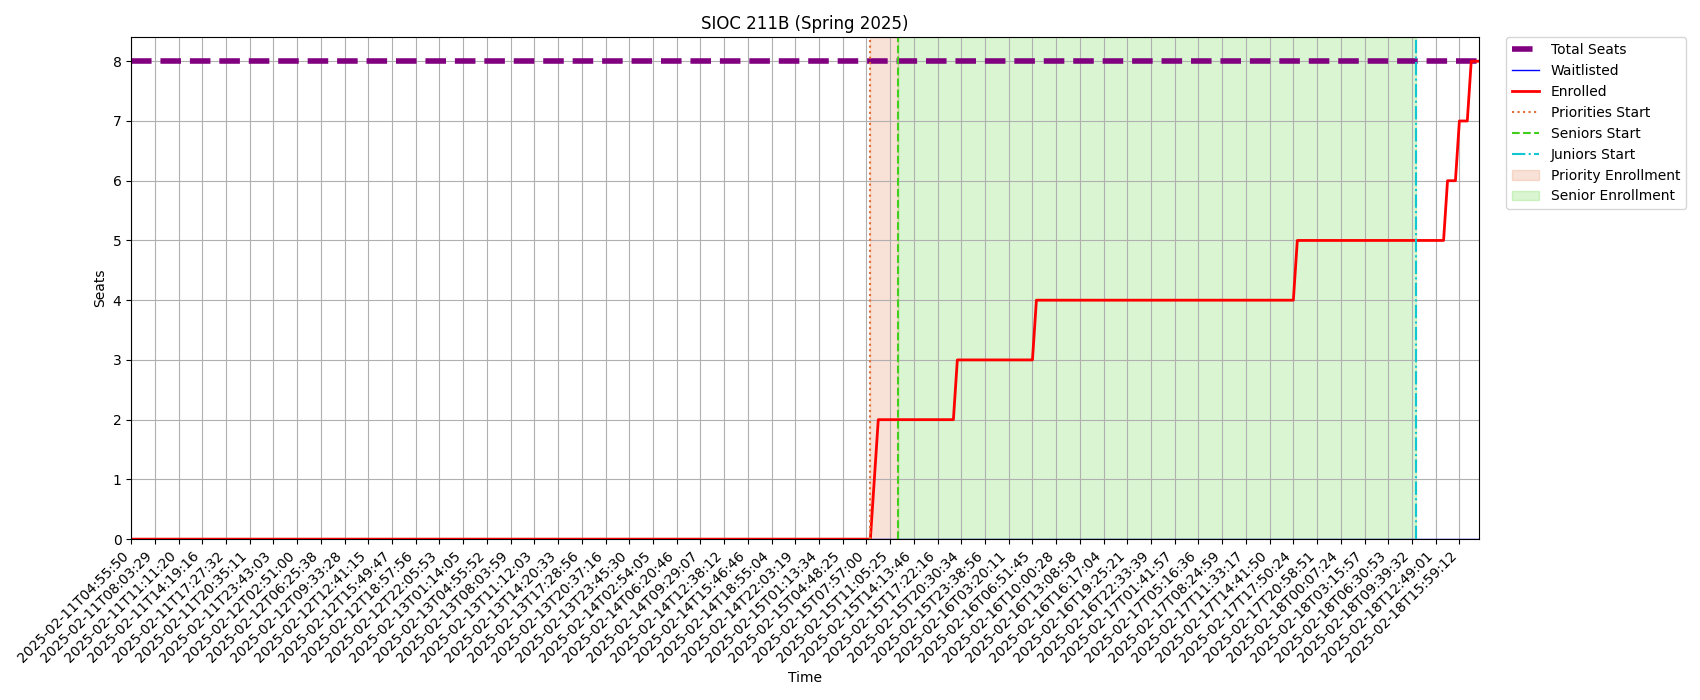 SIOC 211B (Spring 2025)
Total Seats
Waitlisted
Enrolled
Priorities Start
Seniors Start
Juniors Start
Priority Enrollment
Senior Enrollment
Seats
8
7
6
5
4
3
2
1
0
2025-02-11T04:55:50
2025-02-11T08:03:29
2025-02-11T11:11:20
2025-02-11T14:19:16
2025-02-11T17:27:32
2025-02-11T20:35:11
2025-02-11T23:43:03
2025-02-12T02:51:00
2025-02-12T06:25:38
2025-02-12T09:33:28
2025-02-12T12:41:15
2025-02-12T15:49:47
2025-02-12T18:57:56
2025-02-12T22:05:53
2025-02-13T01:14:05
2025-02-13T04:55:52
2025-02-13T08:03:59
2025-02-13T11:12:03
2025-02-13T14:20:33
2025-02-13T17:28:56
2025-02-13T20:37:16
2025-02-13T23:45:30
2025-02-14T02:54:05
2025-02-14T06:20:46
2025-02-14T09:29:07
2025-02-14T12:38:12
2025-02-14T15:46:46
2025-02-14T18:55:04
2025-02-14T22:03:19
2025-02-15T01:13:34
2025-02-15T04:48:25
2025-02-15T07:57:00
2025-02-15T11:05:25
2025-02-15T14:13:46
2025-02-15T17:22:16
2025-02-15T20:30:34
2025-02-15T23:38:56
2025-02-16T03:20:11
2025-02-16T06:51:45
2025-02-16T10:00:28
2025-02-16T13:08:58
2025-02-16T16:17:04
2025-02-16T19:25:21
2025-02-16T22:33:39
2025-02-17T01:41:57
2025-02-17T05:16:36
2025-02-17T08:24:59
2025-02-17T11:33:17
2025-02-17T14:41:50
2025-02-17T17:50:24
2025-02-17T20:58:51
2025-02-18T00:07:24
2025-02-18T03:15:57
2025-02-18T06:30:53
2025-02-18T09:39:32
2025-02-18T12:49:01
2025-02-18T15:59:12
Time